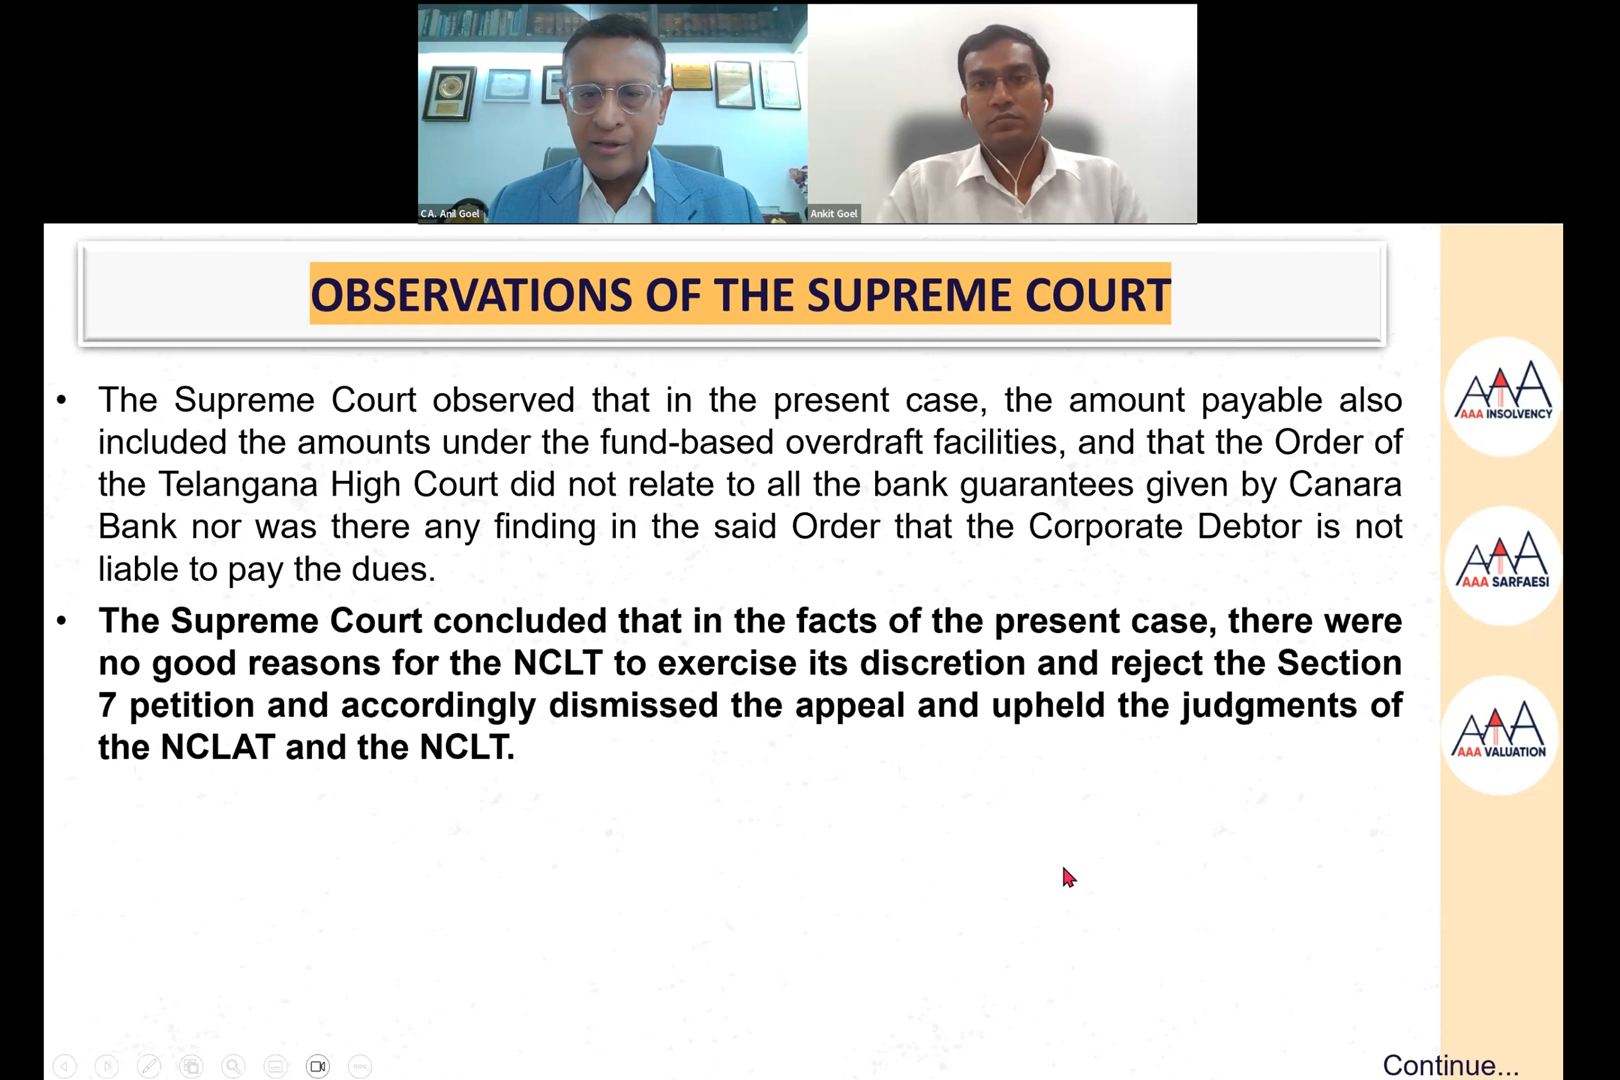 CA. Anil Goel
Ankit Goel
OBSERVATIONS OF THE SUPREME COURT
• The Supreme Court observed that in the present case, the amount payable also
included the amounts under the fund-based overdraft facilities, and that the Order of
the Telangana High Court did not relate to all the bank guarantees given by Canara
Bank nor was there any finding in the said Order that the Corporate Debtor is not
liable to pay the dues.
• The Supreme Court concluded that in the facts of the present case, there were
no good reasons for the NCLT to exercise its discretion and reject the Section
7 petition and accordingly dismissed the appeal and upheld the judgments of
the NCLAT and the NCLT.
AAA
AAA INSOLVENCY
AAA
AAA SARFAESI
AAA
AAA VALUATION
Continue...